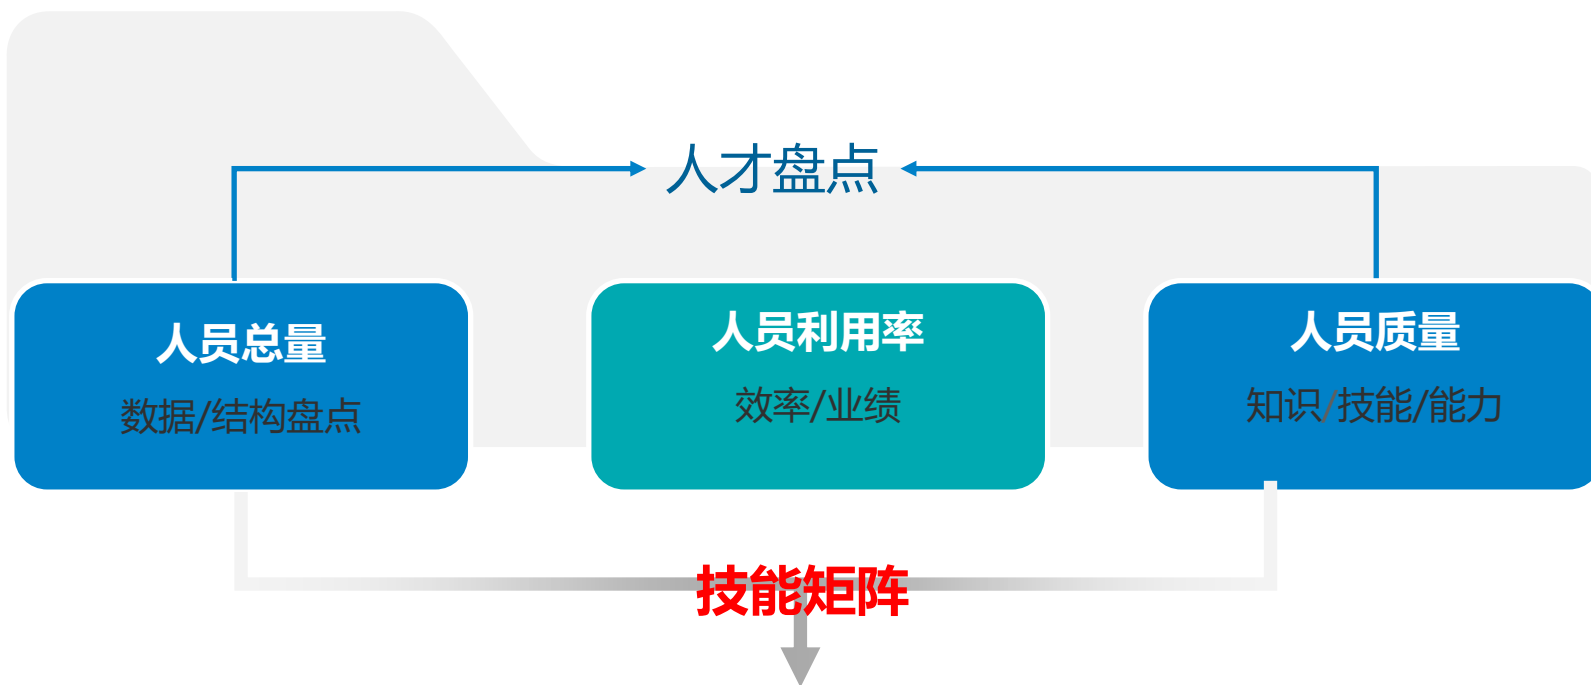 人才盘点
人员总量
数据/结构盘点
人员利用率
效率/业绩
人员质量
知识/技能/能力
技能矩阵